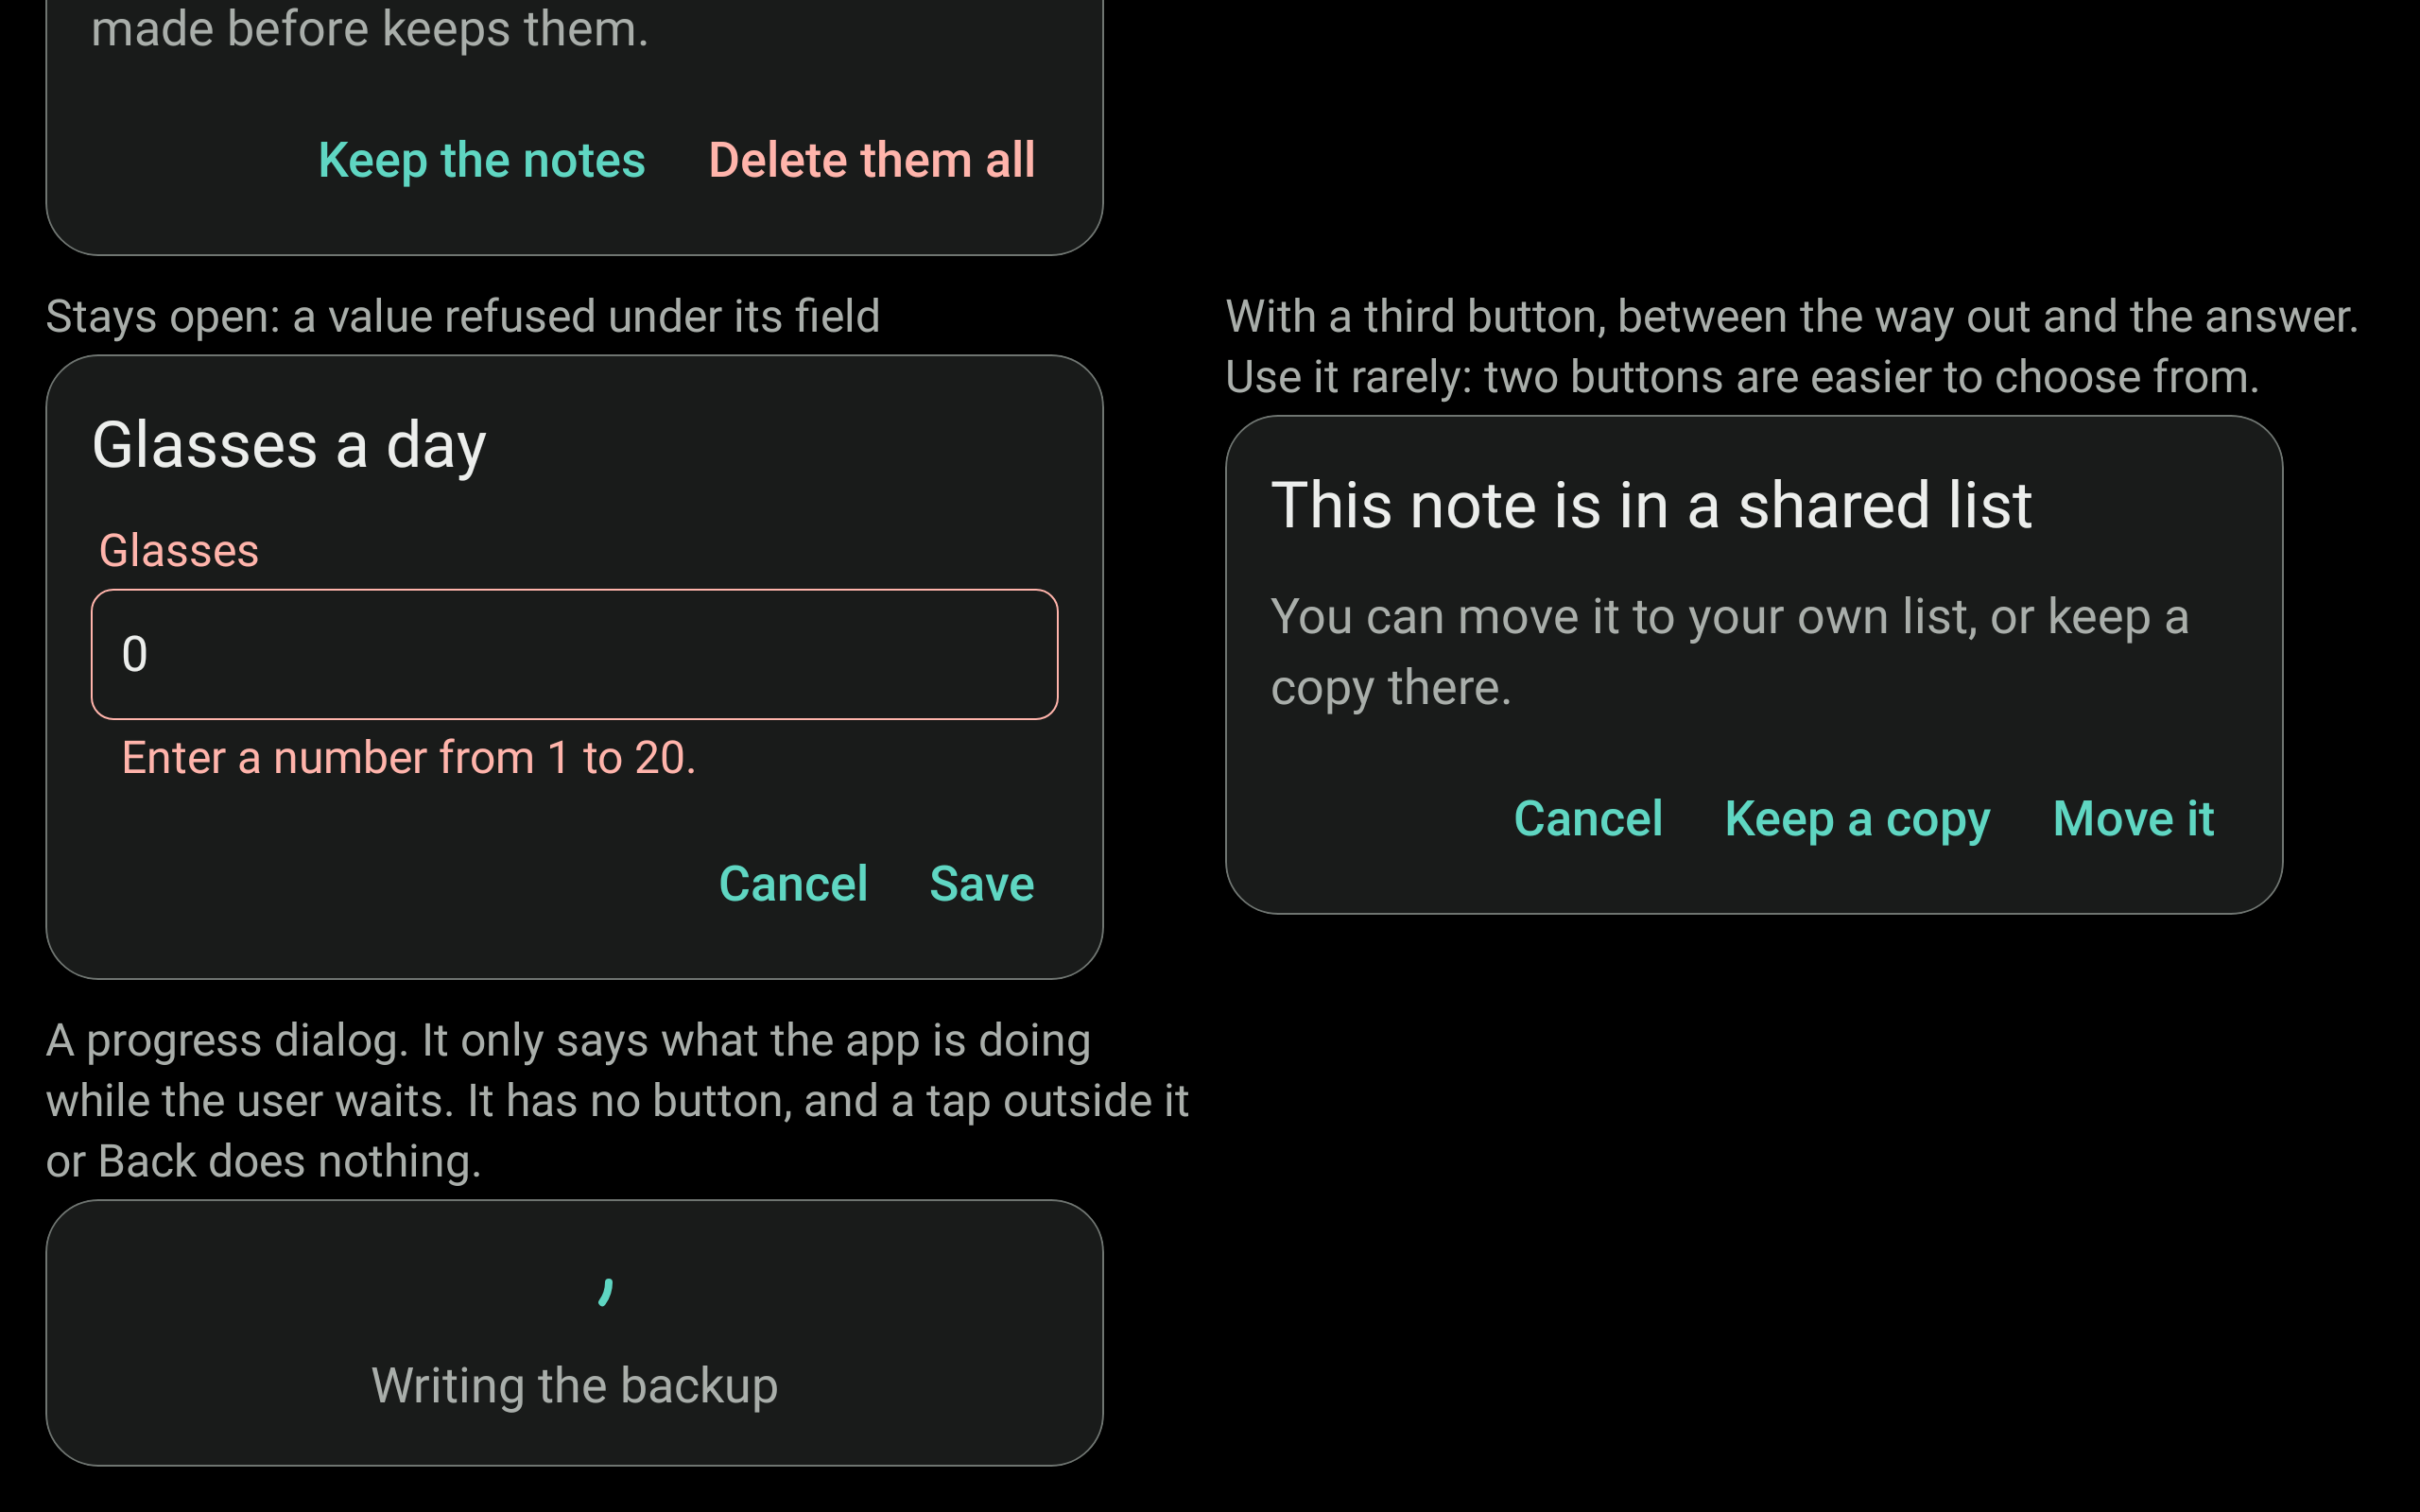 made before keeps them.
Keep the notes
Delete them all
Stays open: a value refused under its field
Glasses a day
Glasses
0
Enter a number from 1 to 20.
Cancel
Save
With a third button, between the way out and the answer.
Use it rarely: two buttons are easier to choose from.
This note is in a shared list
You can move it to your own list, or keep a
copy there.
Cancel
Keep a copy
Move it
A progress dialog. It only says what the app is doing
while the user waits. It has no button, and a tap outside it
or Back does nothing.
Writing the backup